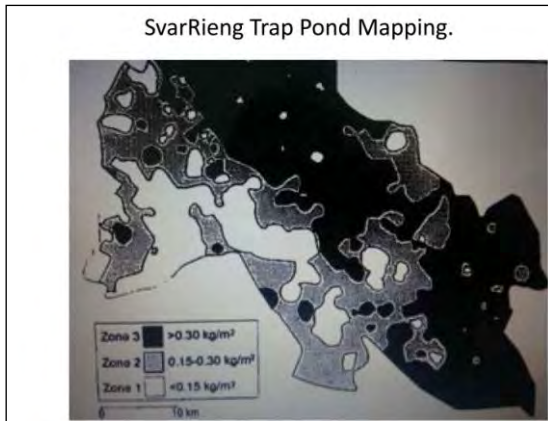 SvarRieng Trap Pond Mapping.
Zone 3 >0.30 kg/m²
Zone 2 0.15-0.30 kg/m²
Zone 1 <0.15 kg/m²
0 10 km